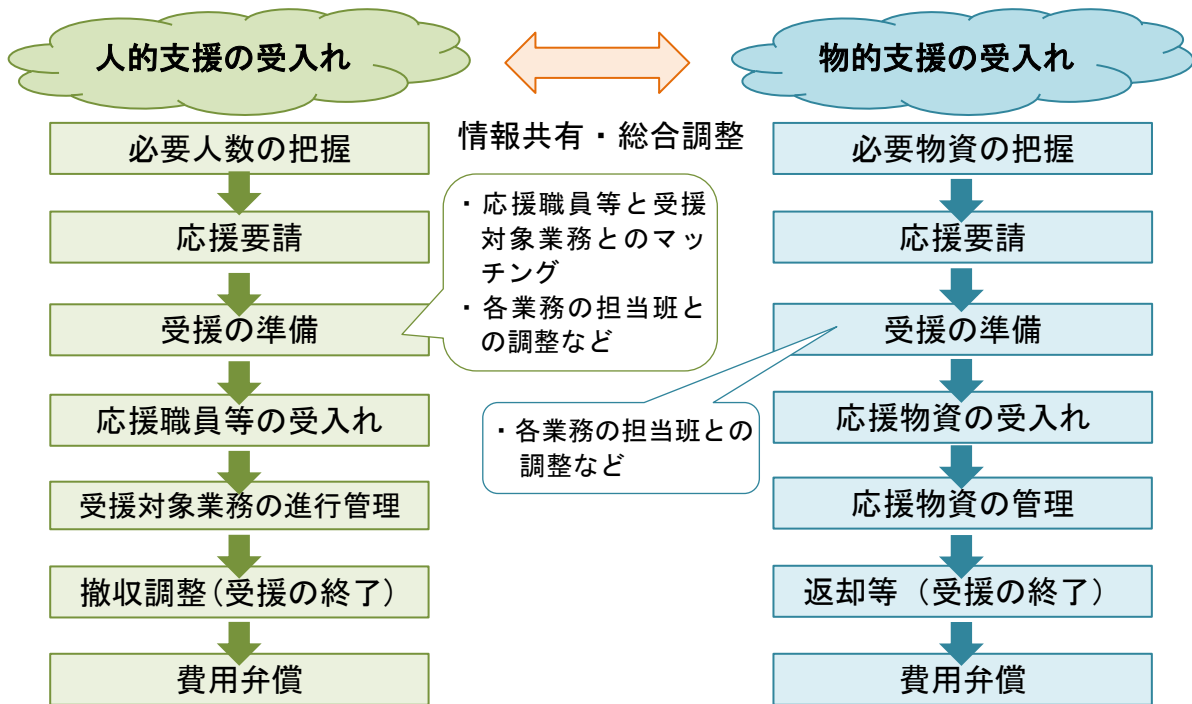 人的支援の受入れ
物的支援の受入れ
情報共有・総合調整
必要人数の把握
応援要請
受援の準備
応援職員等の受入れ
受援対象業務の進行管理
撤収調整（受援の終了）
費用弁償
・応援職員等と受援
対象業務とのマッ
チング
・各業務の担当班と
の調整など
必要物資の把握
応援要請
受援の準備
応援物資の受入れ
応援物資の管理
返却等（受援の終了）
費用弁償
・各業務の担当班との
調整など